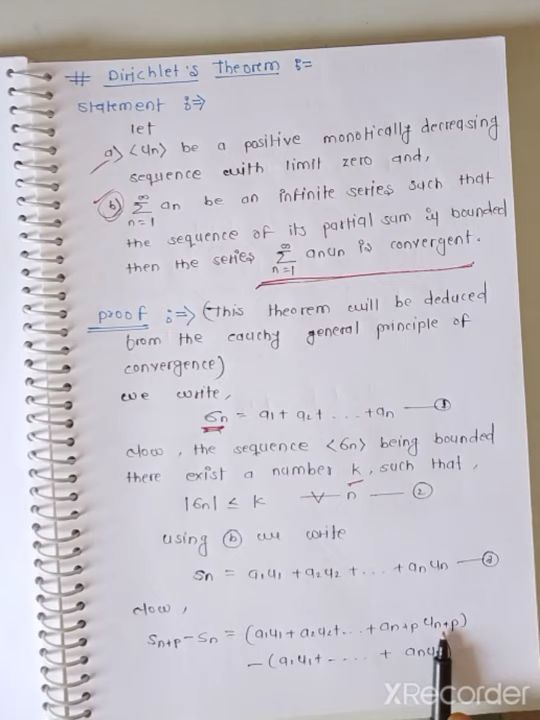 # Dirichlet's Theorem :=
Statement :⇒
let
a) <un> be a positive monotically decreasing
sequence with limit zero and,
b) ∞∑n=1 an be an infinite series such that
the sequence of its partial sum is bounded
then the series ∞∑n=1 anun is convergent.
proof :⇒ (this theorem will be deduced
from the cauchy general principle of
convergence)
we write,
σn = a1 + a2 + ... + an —— ①
Now, the sequence <σn> being bounded
there exist a number k, such that,
|σn| ≤ k ∀ n —— ②
using ⓑ we write
Sn = a1u1 + a2u2 + ... + anun —— ③
Now,
Sn+p - Sn = (a1u1 + a2u2 + ... + an+p un+p)
- (a1u1 + ---- + anun)
XRecorder